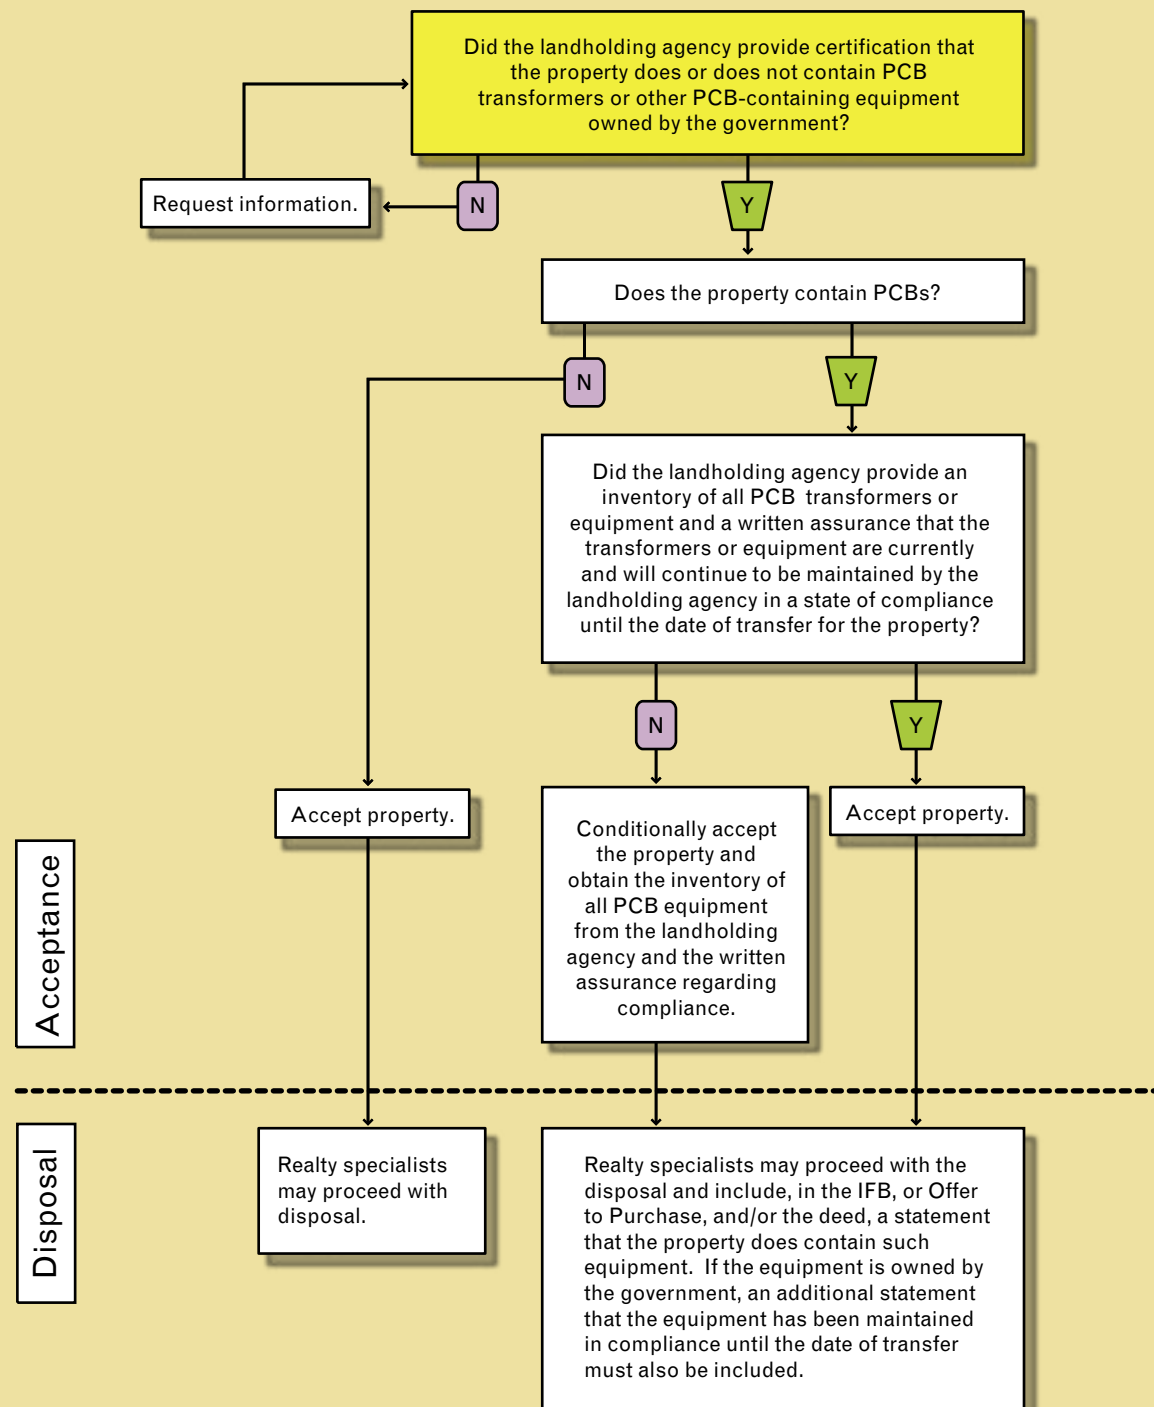 Did the landholding agency provide certification that
the property does or does not contain PCB
transformers or other PCB-containing equipment
owned by the government?
Request information.
N
Y
Does the property contain PCBs?
N
Y
Did the landholding agency provide an
inventory of all PCB transformers or
equipment and a written assurance that the
transformers or equipment are currently
and will continue to be maintained by the
landholding agency in a state of compliance
until the date of transfer for the property?
N
Y
Accept property.
Conditionally accept
the property and
obtain the inventory of
all PCB equipment
from the landholding
agency and the written
assurance regarding
compliance.
Accept property.
Acceptance
Disposal
Realty specialists
may proceed with
disposal.
Realty specialists may proceed with the
disposal and include, in the IFB, or Offer
to Purchase, and/or the deed, a statement
that the property does contain such
equipment. If the equipment is owned by
the government, an additional statement
that the equipment has been maintained
in compliance until the date of transfer
must also be included.